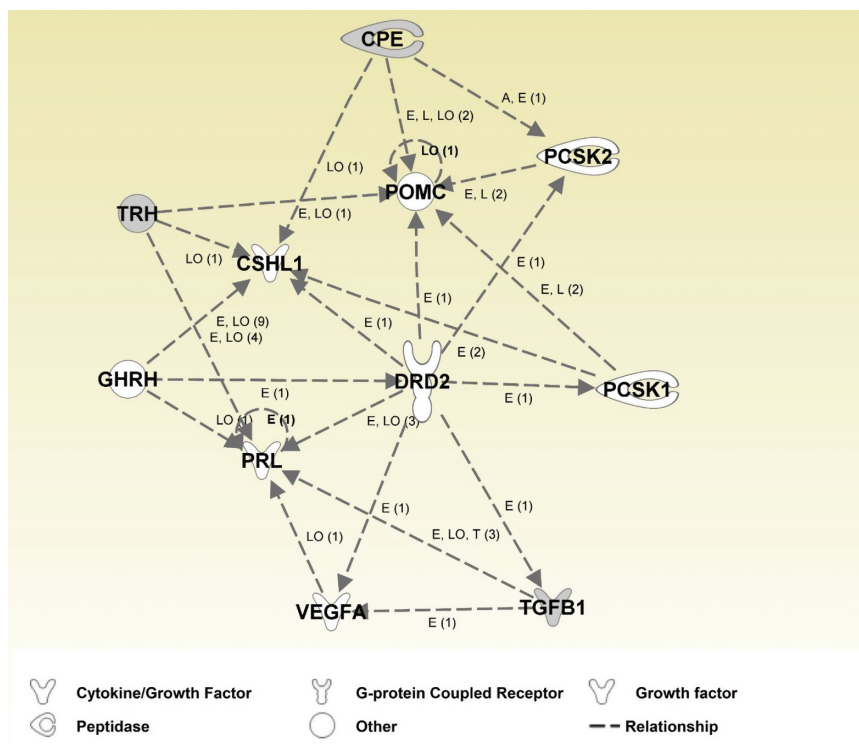 CPE
A, E (1)
E, L, LO (2)
PCSK2
LO (1)
LO (1)
POMC
E, L (2)
TRH
E, LO (1)
LO (1)
CSHL1
E (1)
E, L (2)
E (1)
E, LO (9)
E (1)
E, LO (4)
E (2)
GHRH
DRD2
PCSK1
E (1)
E (1)
LO (1)
E (1)
E, LO (3)
PRL
E (1)
E (1)
E, LO, T (3)
LO (1)
VEGFA
TGFB1
E (1)
Cytokine/Growth Factor
G-protein Coupled Receptor
Growth factor
Peptidase
Other
Relationship